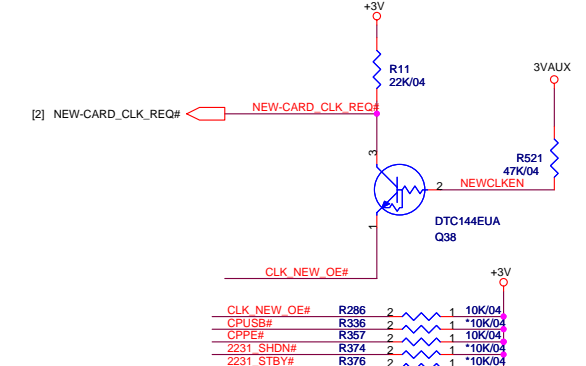 +3V
R11
22K/04
3VAUX
[2] NEW-CARD_CLK_REQ#
NEW-CARD_CLK_REQ#
3
R521
47K/04
2
NEWCLKEN
DTC144EUA
Q38
1
CLK_NEW_OE#
+3V
CLK_NEW_OE# R286 2 1 10K/04
CPUSB# R336 2 1 *10K/04
CPPE# R357 2 1 10K/04
2231_SHDN# R374 2 1 *10K/04
2231_STBY# R376 2 1 *10K/04